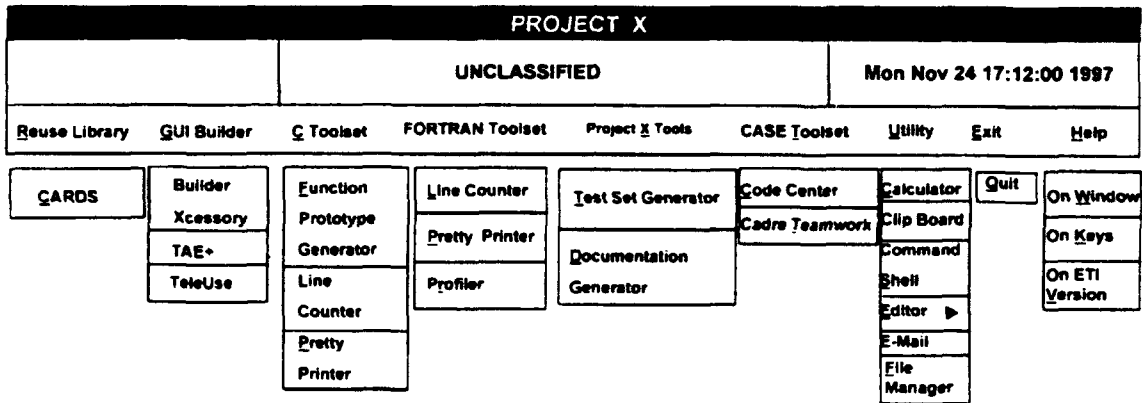 PROJECT X
UNCLASSIFIED
Mon Nov 24 17:12:00 1997
Reuse Library GUI Builder C Toolset FORTRAN Toolset Project X Tools CASE Toolset Utility Exit Help
CARDS
Builder
Xcessory
TAE+
TeleUse
Function
Prototype
Generator
Line
Counter
Pretty
Printer
Line Counter
Pretty Printer
Profiler
Test Set Generator
Documentation
Generator
Code Center
Cadre Teamwork
Calculator
Clip Board
Command
Shell
Editor
E-Mail
File
Manager
Quit
On Window
On Keys
On ETI
Version